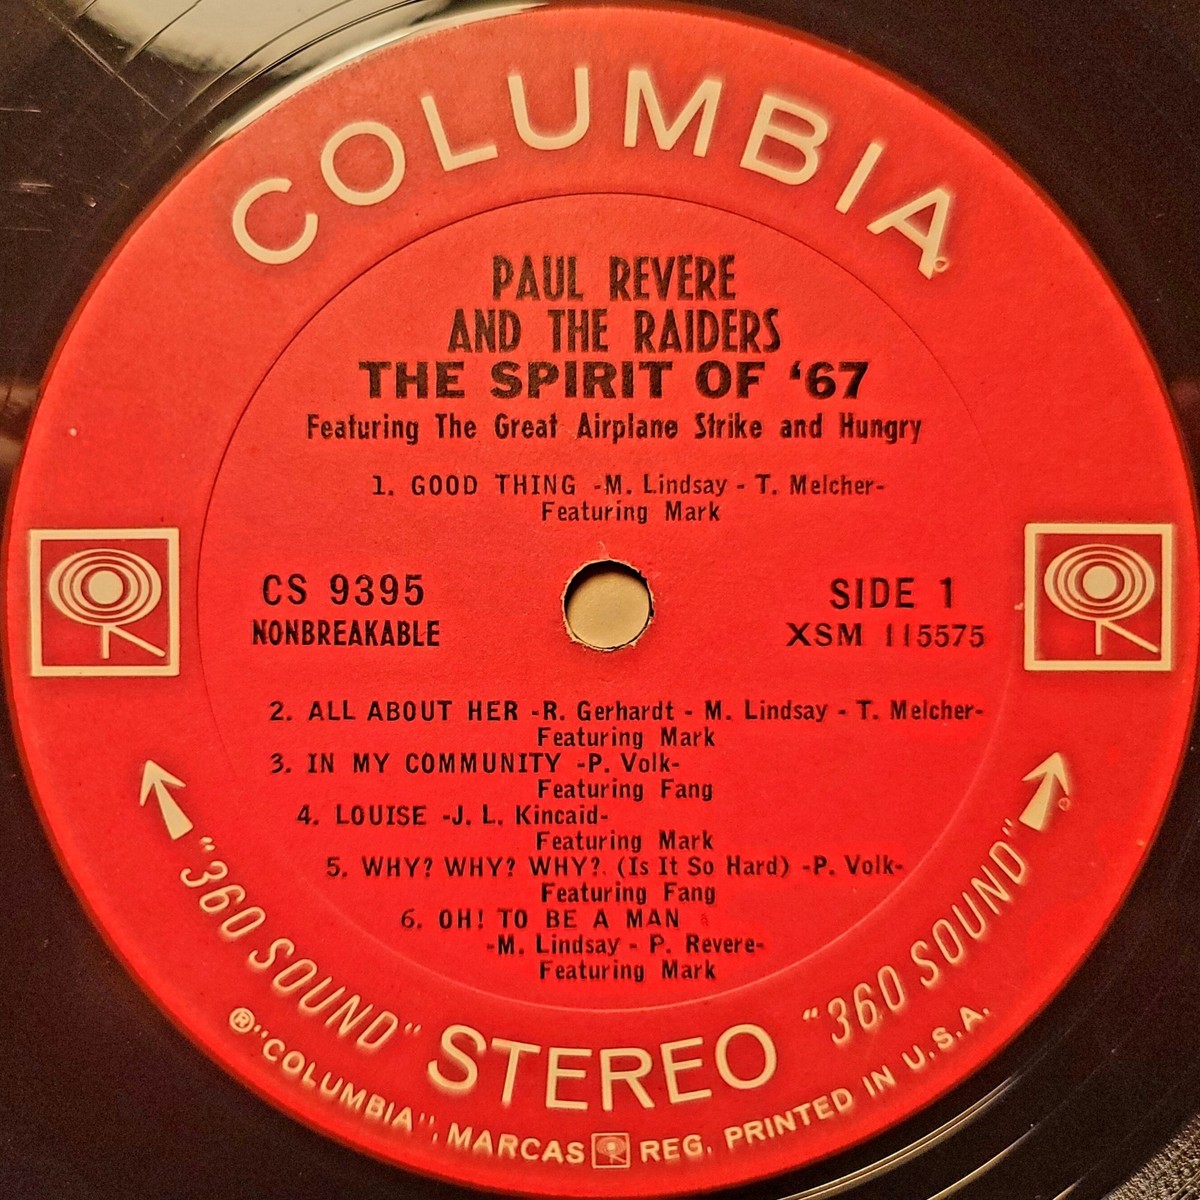 COLUMBIA
PAUL REVERE
AND THE RAIDERS
THE SPIRIT OF '67
Featuring The Great Airplane Strike and Hungry
1. GOOD THING -M. Lindsay - T. Melcher-
Featuring Mark
CS 9395
NONBREAKABLE
SIDE 1
XSM 115575
2. ALL ABOUT HER -R. Gerhardt - M. Lindsay - T. Melcher-
Featuring Mark
3. IN MY COMMUNITY -P. Volk-
Featuring Fang
4. LOUISE -J. L. Kincaid-
Featuring Mark
5. WHY? WHY? WHY? (Is It So Hard) -P. Volk-
Featuring Fang
6. OH! TO BE A MAN
-M. Lindsay - P. Revere-
Featuring Mark
"360 SOUND" STEREO "360 SOUND"
®"COLUMBIA", MARCAS REG. PRINTED IN U.S.A.